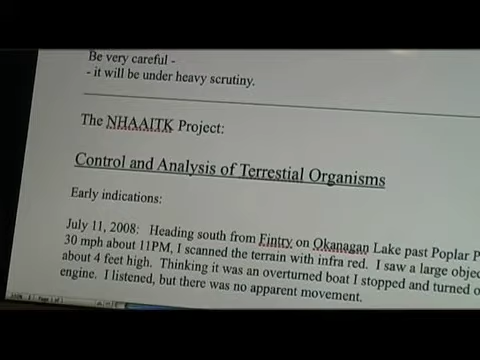 Be very careful -
- it will be under heavy scrutiny.
The NHAAITK Project:
Control and Analysis of Terrestial Organisms
Early indications:
July 11, 2008: Heading south from Fintry on Okanagan Lake past Poplar P
30 mph about 11PM, I scanned the terrain with infra red. I saw a large objec
about 4 feet high. Thinking it was an overturned boat I stopped and turned o
engine. I listened, but there was no apparent movement.